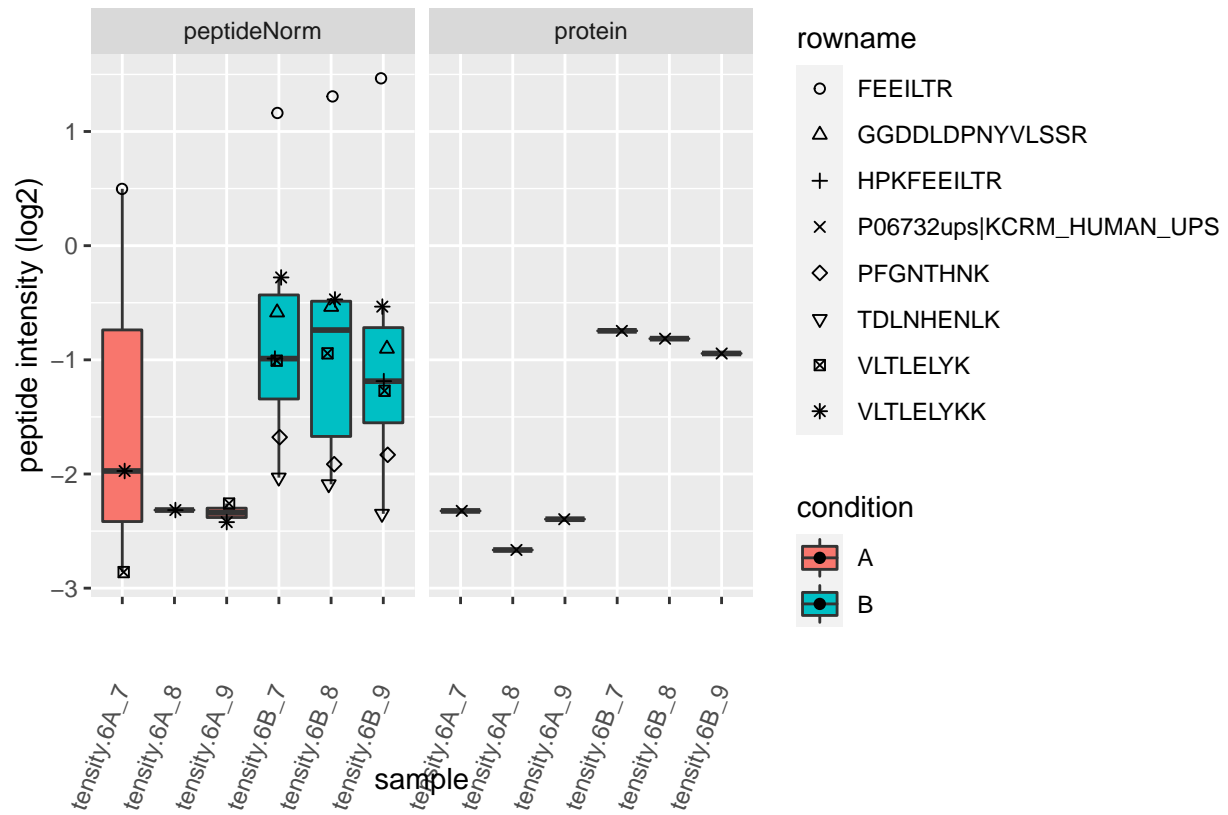 peptideNorm
protein
peptide intensity (log2)
1
0
−1
−2
−3
tensity.6A_7
tensity.6A_8
tensity.6A_9
tensity.6B_7
tensity.6B_8
tensity.6B_9
tensity.6A_7
tensity.6A_8
tensity.6A_9
tensity.6B_7
tensity.6B_8
tensity.6B_9
sample
rowname
FEEILTR
GGDDLDPNYVLSSR
HPKFEEILTR
P06732ups|KCRM_HUMAN_UPS
PFGNTHNK
TDLNHENLK
VLTLELYK
VLTLELYKK
condition
A
B